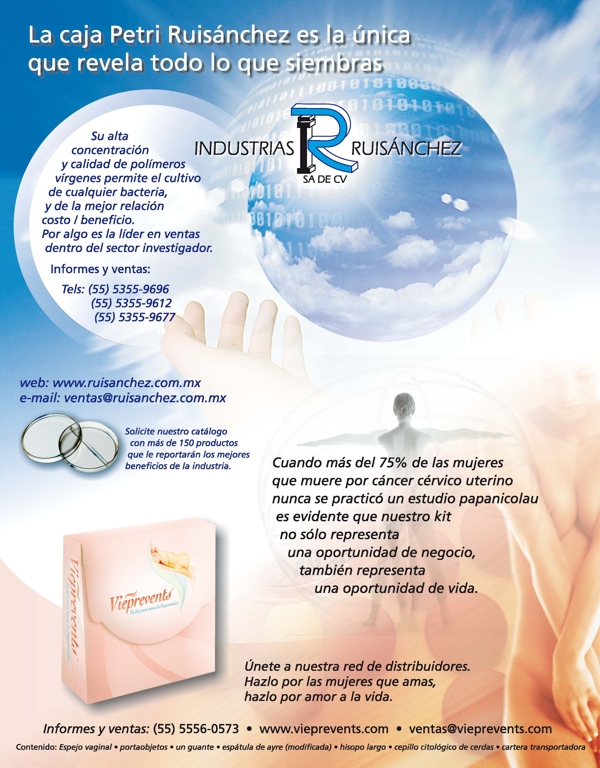 La caja Petri Ruisánchez es la única
que revela todo lo que siembras
Su alta
concentración
y calidad de polímeros
vírgenes permite el cultivo
de cualquier bacteria,
y de la mejor relación
costo / beneficio.
Por algo es la líder en ventas
dentro del sector investigador.
Informes y ventas:
Tels: (55) 5355-9696
(55) 5355-9612
(55) 5355-9677
INDUSTRIAS R RUISÁNCHEZ
SA DE CV
web: www.ruisanchez.com.mx
e-mail: ventas@ruisanchez.com.mx
Solicite nuestro catálogo
con más de 150 productos
que le reportarán los mejores
beneficios de la industria.
Cuando más del 75% de las mujeres
que muere por cáncer cérvico uterino
nunca se practicó un estudio papanicolau
es evidente que nuestro kit
no sólo representa
una oportunidad de negocio,
también representa
una oportunidad de vida.
Vieprevents
Vieprevents
Únete a nuestra red de distribuidores.
Hazlo por las mujeres que amas,
hazlo por amor a la vida.
Informes y ventas: (55) 5556-0573 • www.vieprevents.com • ventas@vieprevents.com
Contenido: Espejo vaginal • portaobjetos • un guante • espátula de ayre (modificada) • hisopo largo • cepillo citológico de cerdas • cartera transportadora